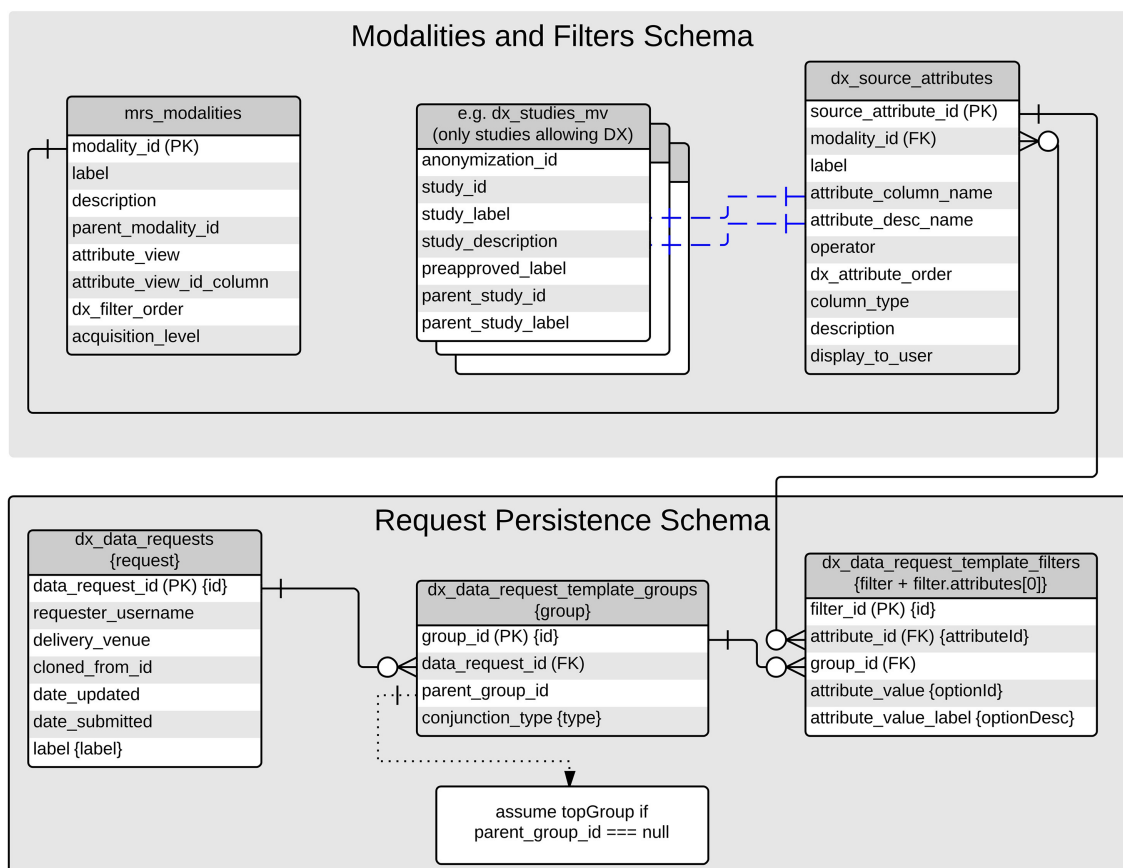 Modalities and Filters Schema
mrs_modalities
modality_id (PK)
label
description
parent_modality_id
attribute_view
attribute_view_id_column
dx_filter_order
acquisition_level
e.g. dx_studies_mv
(only studies allowing DX)
anonymization_id
study_id
study_label
study_description
preapproved_label
parent_study_id
parent_study_label
dx_source_attributes
source_attribute_id (PK)
modality_id (FK)
label
attribute_column_name
attribute_desc_name
operator
dx_attribute_order
column_type
description
display_to_user
Request Persistence Schema
dx_data_requests
{request}
data_request_id (PK) {id}
requester_username
delivery_venue
cloned_from_id
date_updated
date_submitted
label {label}
dx_data_request_template_groups
{group}
group_id (PK) {id}
data_request_id (FK)
parent_group_id
conjunction_type {type}
dx_data_request_template_filters
{filter + filter.attributes[0]}
filter_id (PK) {id}
attribute_id (FK) {attributeId}
group_id (FK)
attribute_value {optionId}
attribute_value_label {optionDesc}
assume topGroup if
parent_group_id === null